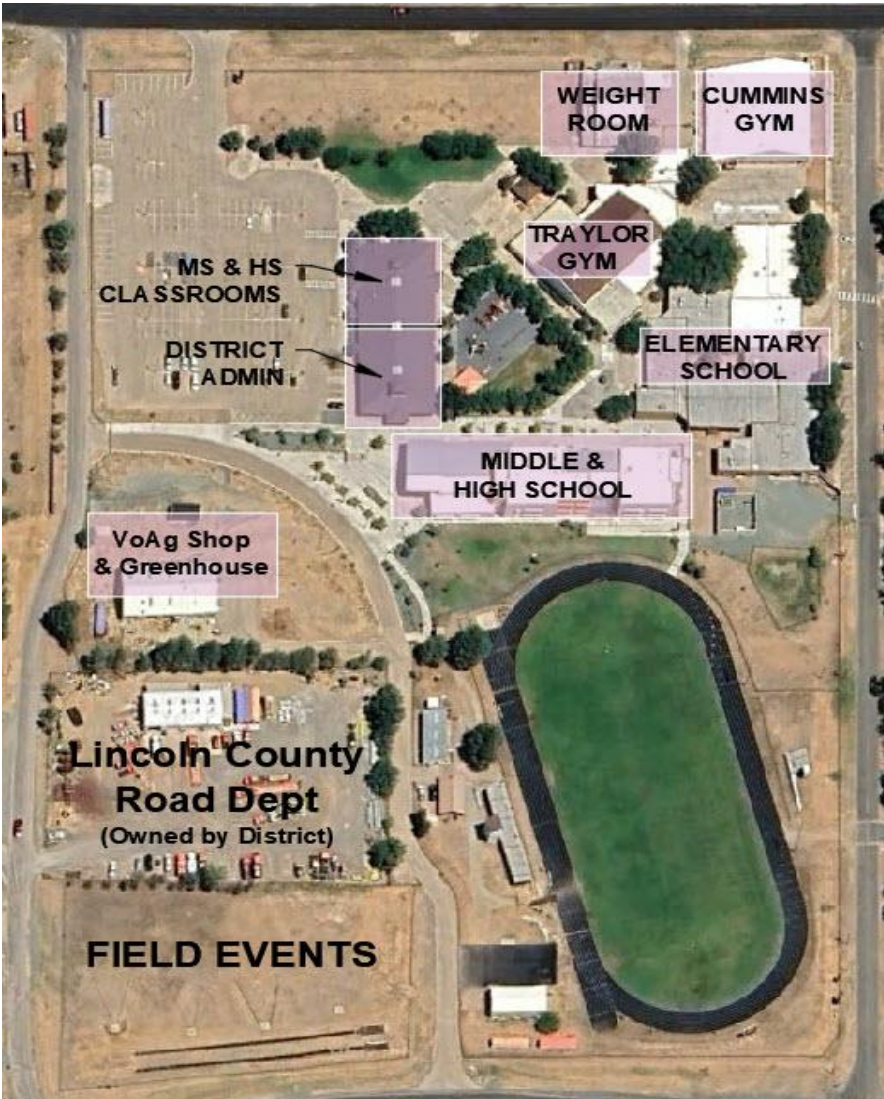 WEIGHT
ROOM
CUMMINS
GYM
TRAYLOR
GYM
MS & HS
CLASSROOMS
DISTRICT
ADMIN
ELEMENTARY
SCHOOL
MIDDLE &
HIGH SCHOOL
VoAg Shop
& Greenhouse
Lincoln County
Road Dept
(Owned by District)
FIELD EVENTS